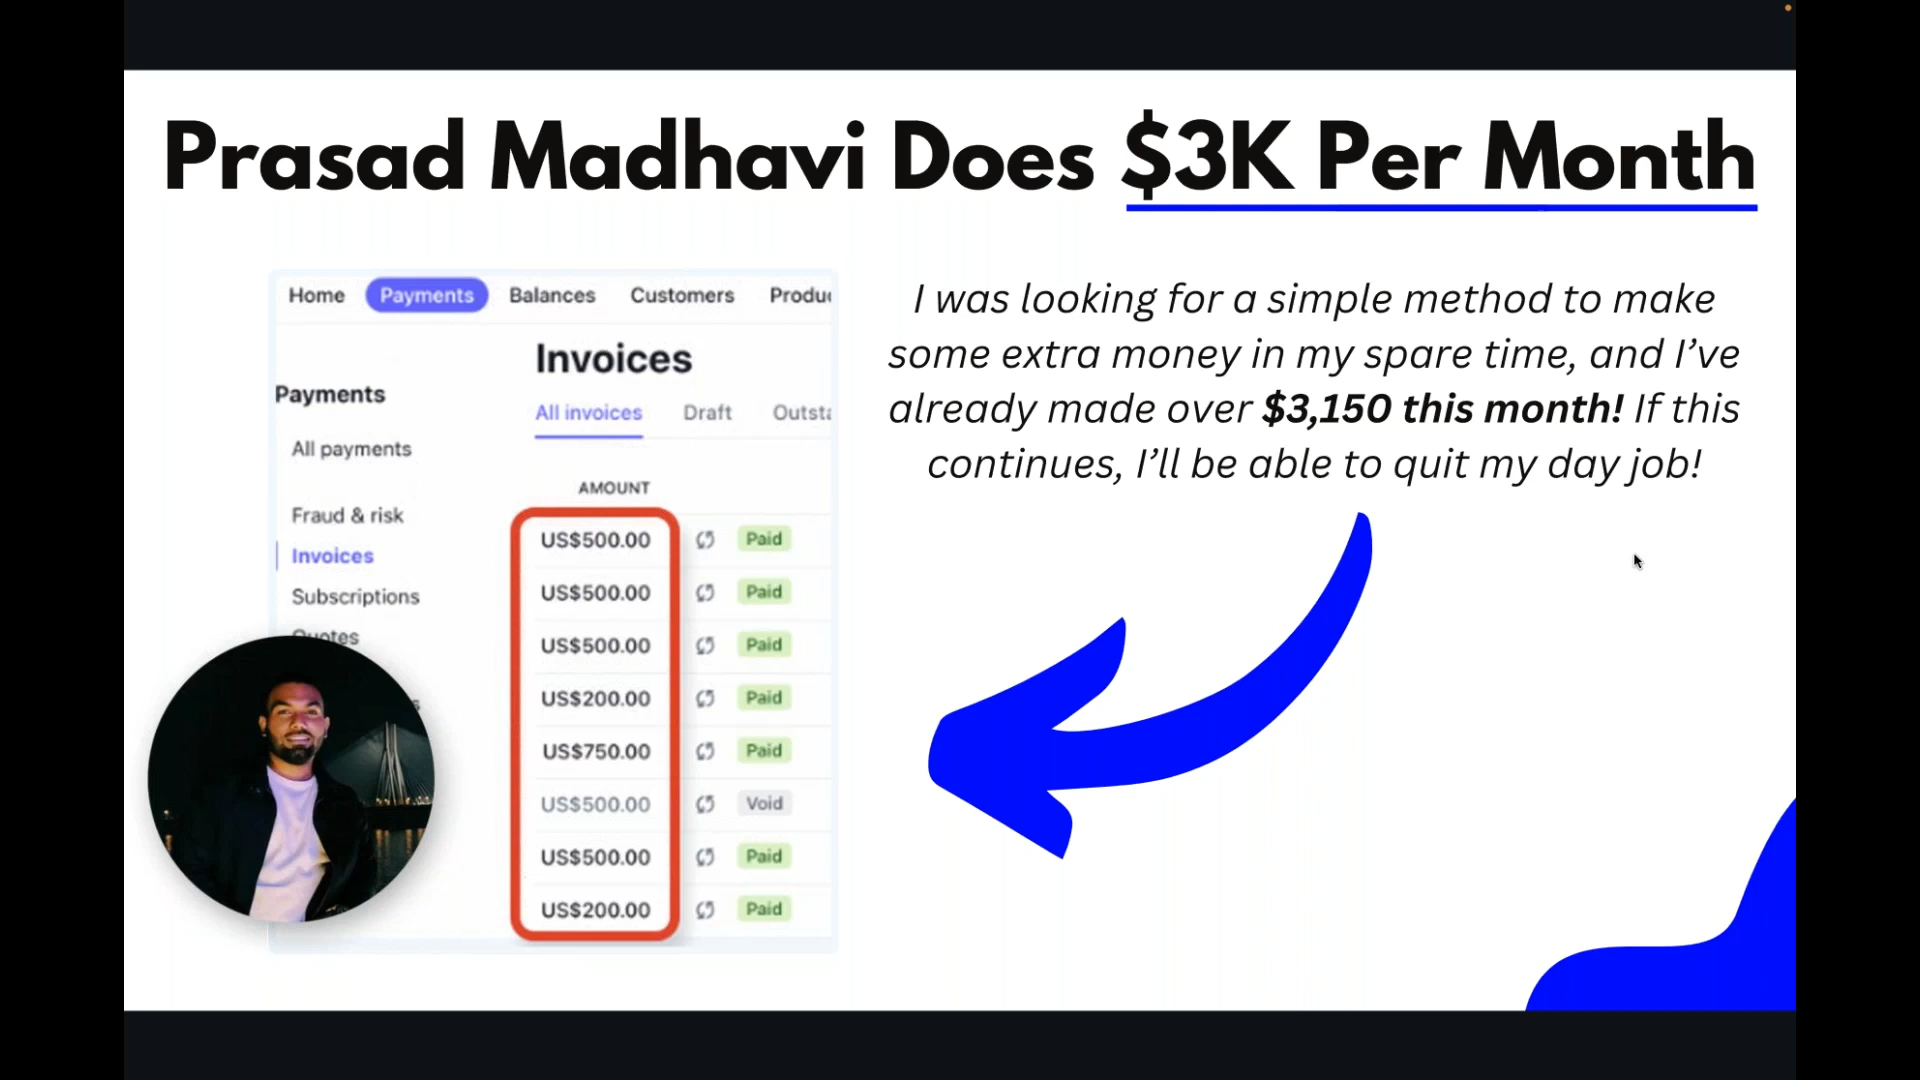 Prasad Madhavi Does $3K Per Month
Home Payments Balances Customers Produc
Invoices
Payments
All invoices Draft Outsta
All payments
AMOUNT
Fraud & risk
Invoices
Subscriptions
Quotes
US$500.00 Paid
US$500.00 Paid
US$500.00 Paid
US$200.00 Paid
US$750.00 Paid
US$500.00 Void
US$500.00 Paid
US$200.00 Paid
I was looking for a simple method to make
some extra money in my spare time, and I’ve
already made over $3,150 this month! If this
continues, I’ll be able to quit my day job!